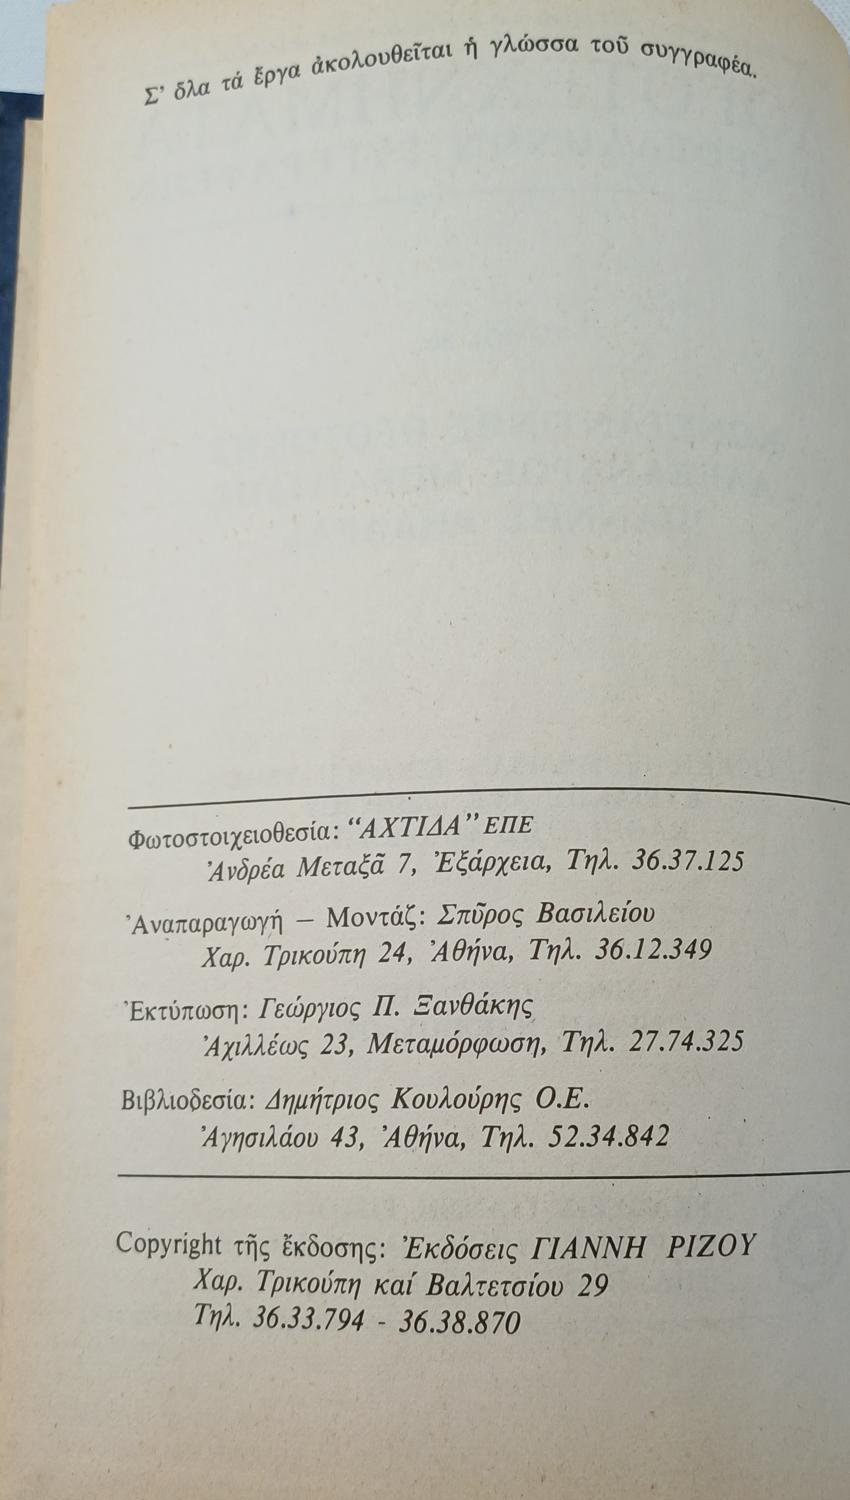 Σ' ὅλα τά ἔργα ἀκολουθεῖται ἡ γλώσσα τοῦ συγγραφέα.
Φωτοστοιχειοθεσία: “ΑΧΤΙΔΑ” ΕΠΕ
Ἀνδρέα Μεταξᾶ 7, Ἐξάρχεια, Τηλ. 36.37.125
Ἀναπαραγωγή – Μοντάζ: Σπῦρος Βασιλείου
Χαρ. Τρικούπη 24, Ἀθήνα, Τηλ. 36.12.349
Ἐκτύπωση: Γεώργιος Π. Ξανθάκης
Ἀχιλλέως 23, Μεταμόρφωση, Τηλ. 27.74.325
Βιβλιοδεσία: Δημήτριος Κουλούρης Ο.Ε.
Ἀγησιλάου 43, Ἀθήνα, Τηλ. 52.34.842
Copyright τῆς ἔκδοσης: Ἐκδόσεις ΓΙΑΝΝΗ ΡΙΖΟΥ
Χαρ. Τρικούπη καί Βαλτετσίου 29
Τηλ. 36.33.794 - 36.38.870